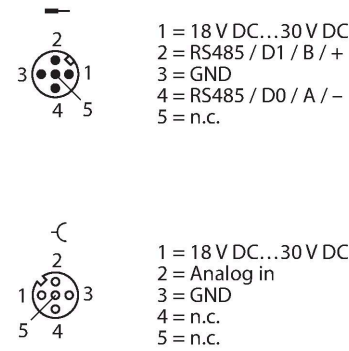 2
3
1
4
5
1 = 18 V DC…30 V DC
2 = RS485 / D1 / B / +
3 = GND
4 = RS485 / D0 / A / –
5 = n.c.
2
1
3
5
4
1 = 18 V DC…30 V DC
2 = Analog in
3 = GND
4 = n.c.
5 = n.c.